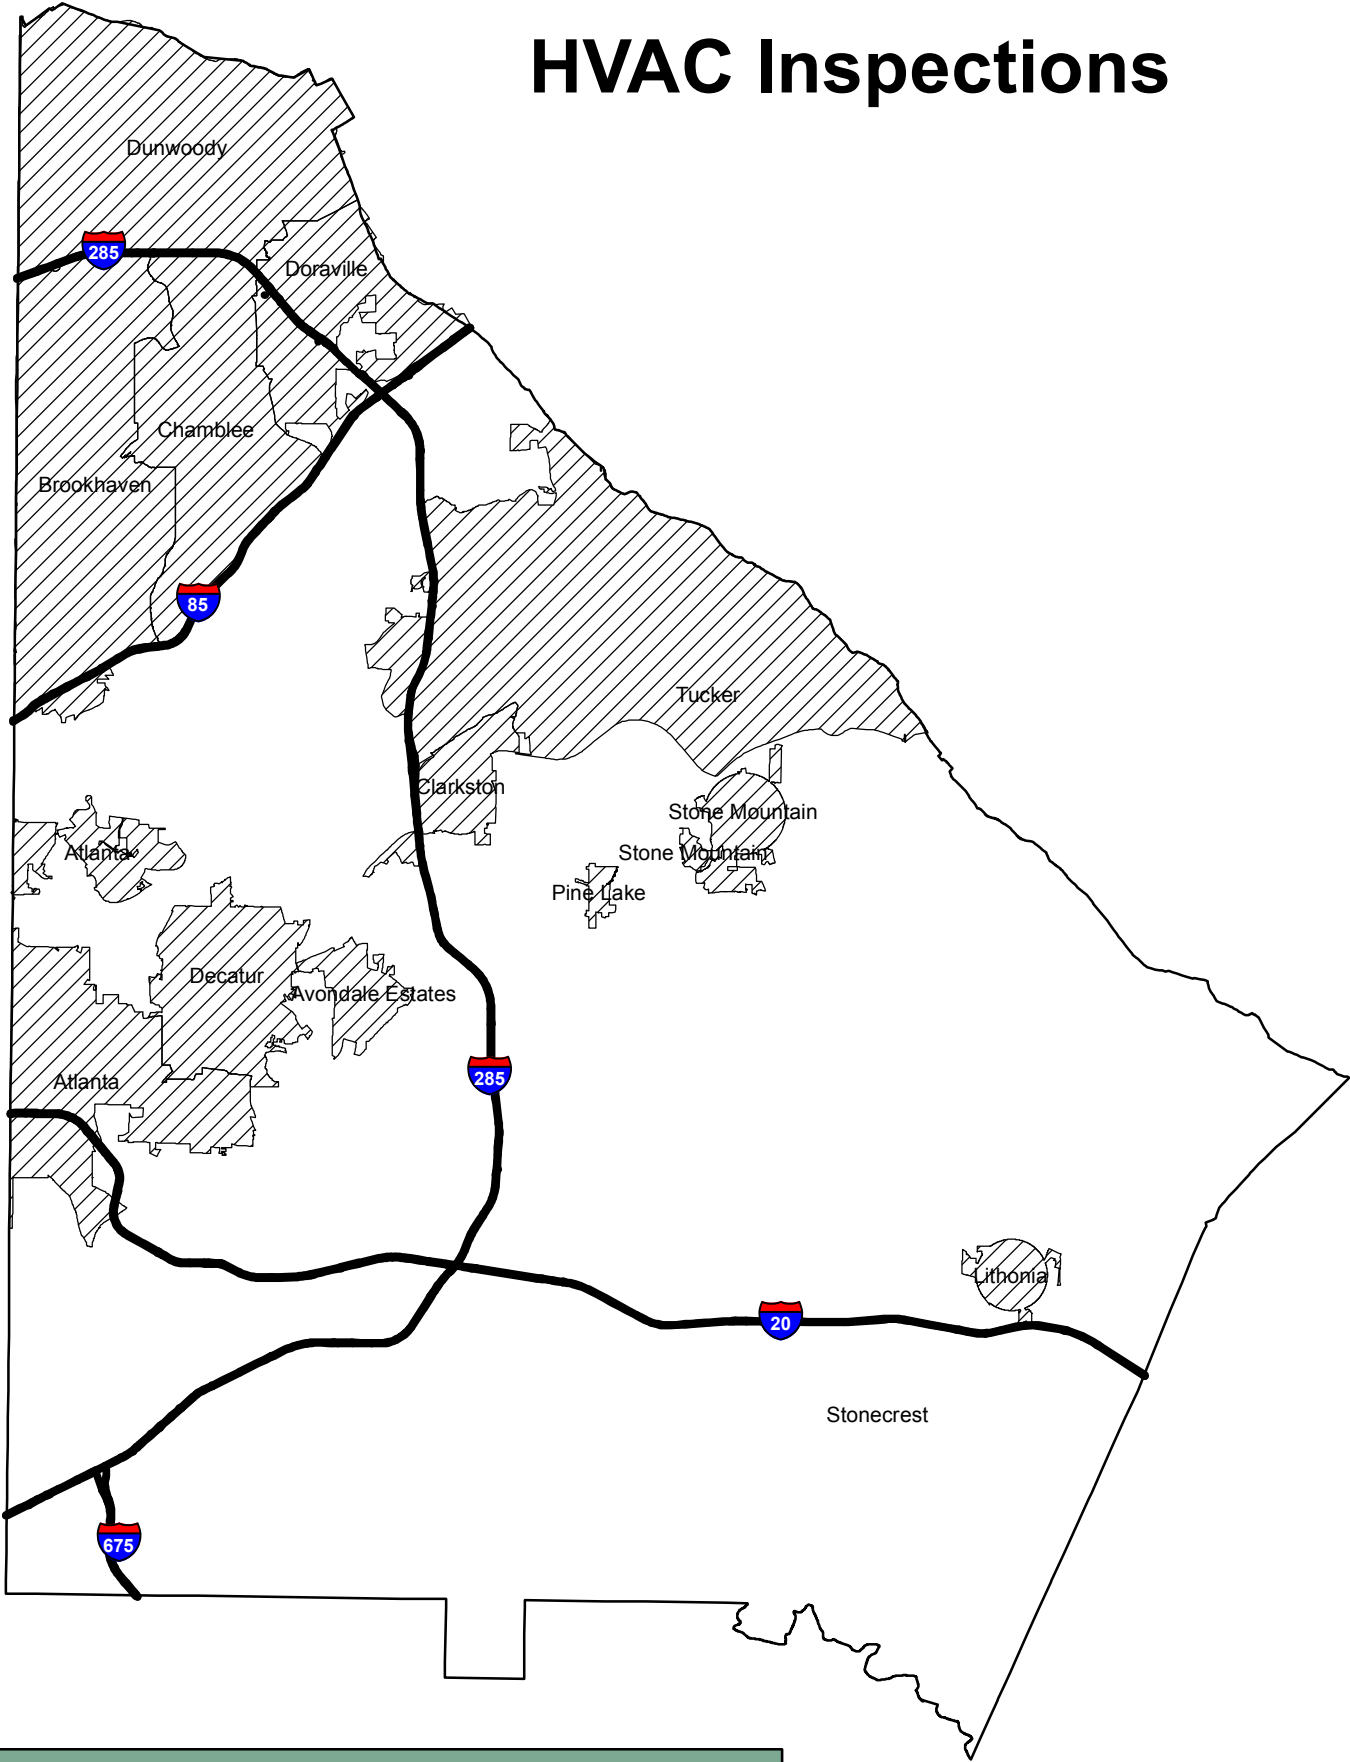 HVAC Inspections
Dunwoody
285
Doraville
Chamblee
Brookhaven
85
Tucker
Clarkston
Stone Mountain
Atlanta
Stone Mountain
Pine Lake
Decatur
Avondale Estates
285
Atlanta
Lithonia
20
Stonecrest
675